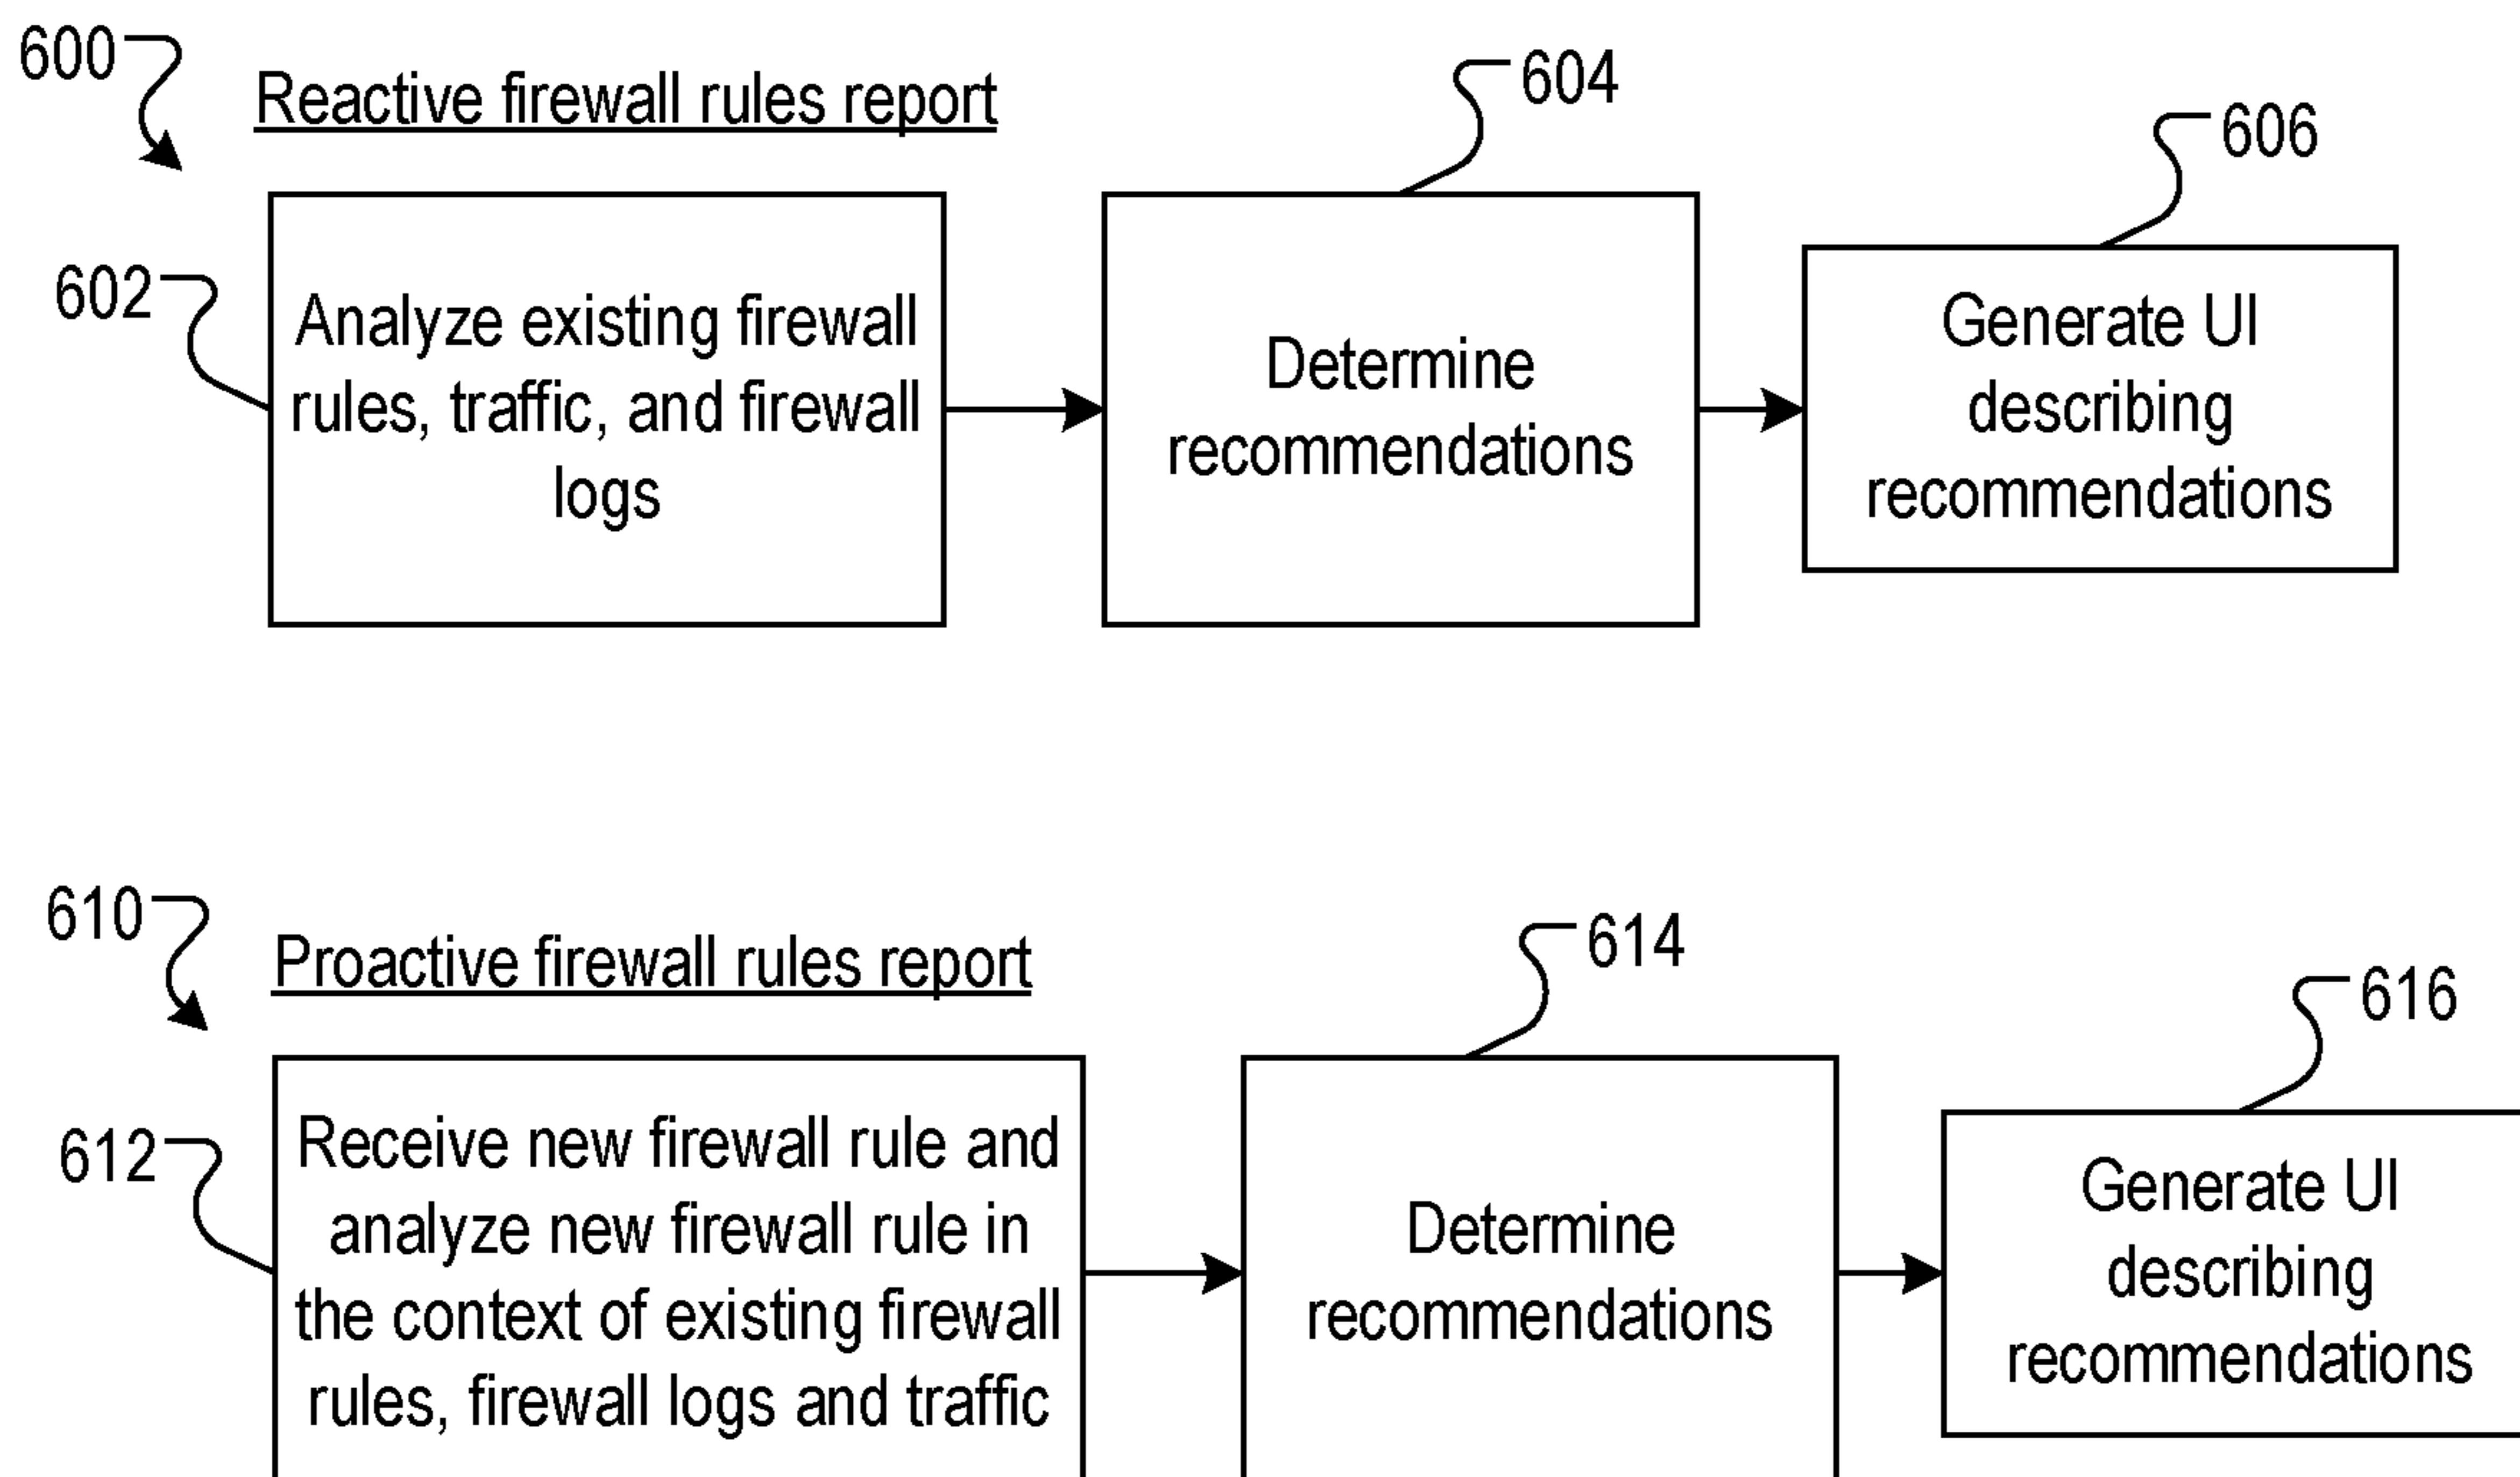 600
Reactive firewall rules report
604
606
602
Analyze existing firewall
rules, traffic, and firewall
logs
Determine
recommendations
Generate UI
describing
recommendations
610
Proactive firewall rules report
614
616
612
Receive new firewall rule and
analyze new firewall rule in
the context of existing firewall
rules, firewall logs and traffic
Determine
recommendations
Generate UI
describing
recommendations